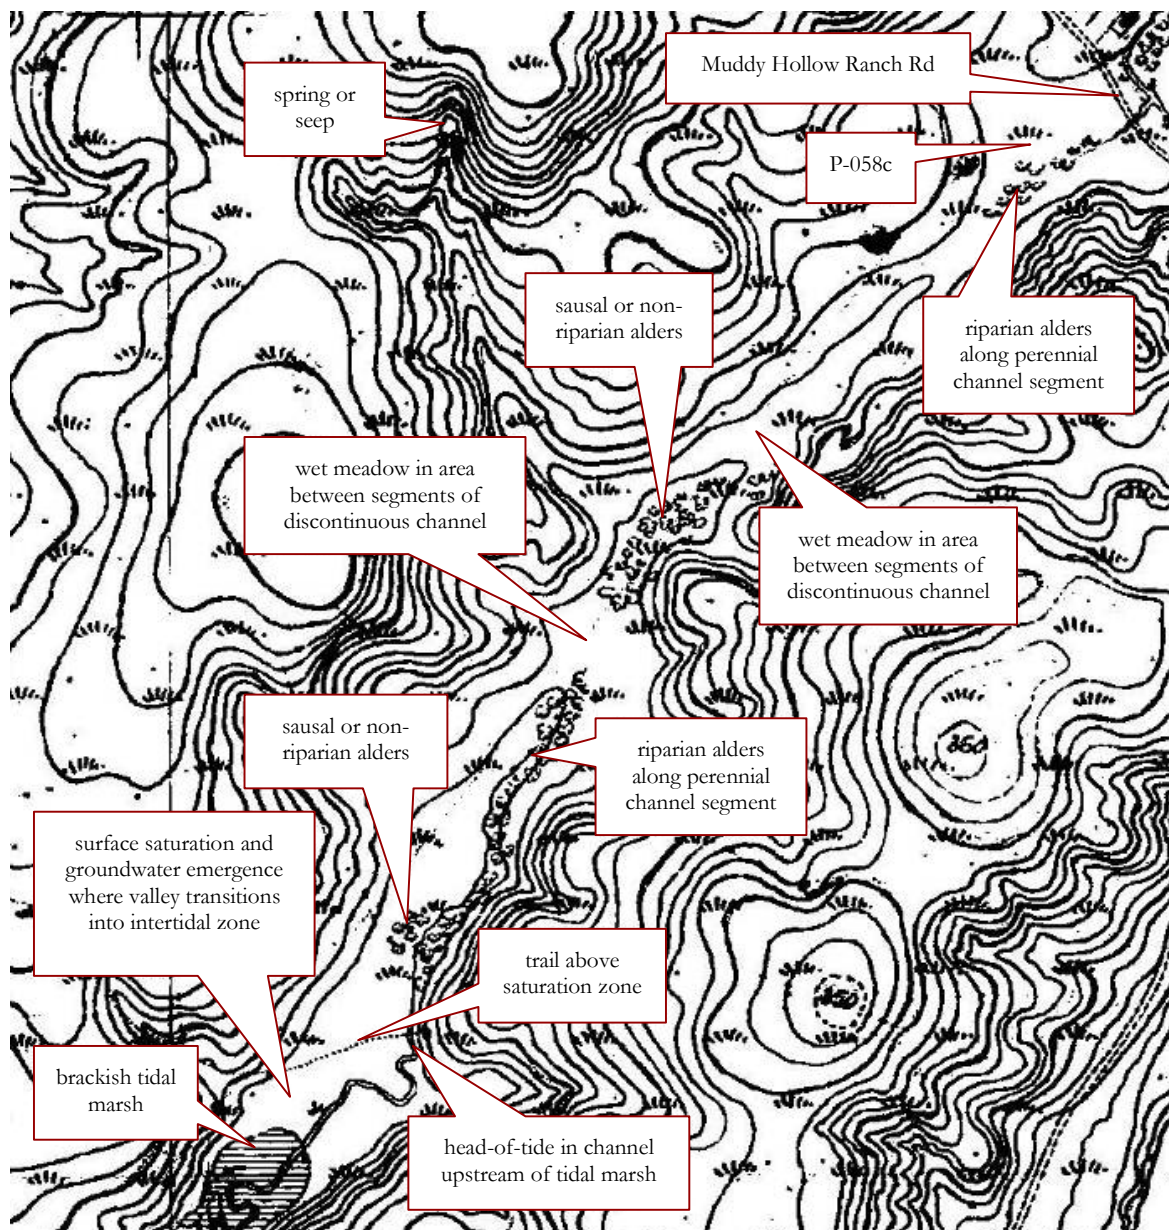 Muddy Hollow Ranch Rd
spring or
seep
P-058c
sausal or non-
riparian alders
riparian alders
along perennial
channel segment
wet meadow in area
between segments of
discontinuous channel
wet meadow in area
between segments of
discontinuous channel
sausal or non-
riparian alders
riparian alders
along perennial
channel segment
350
surface saturation and
groundwater emergence
where valley transitions
into intertidal zone
trail above
saturation zone
brackish tidal
marsh
head-of-tide in channel
upstream of tidal marsh